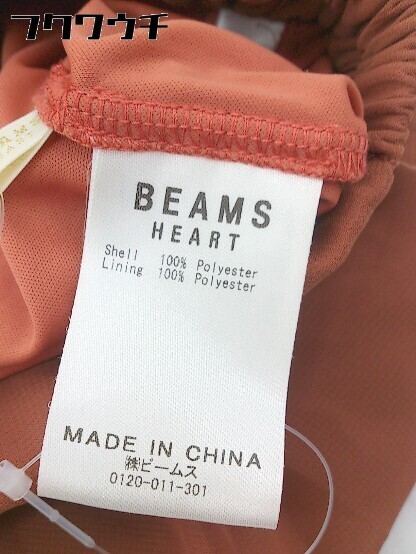 フクワウチ
BEAMS
HEART
Shell 100% Polyester
Lining 100% Polyester
MADE IN CHINA
㈱ビームス
0120-011-301